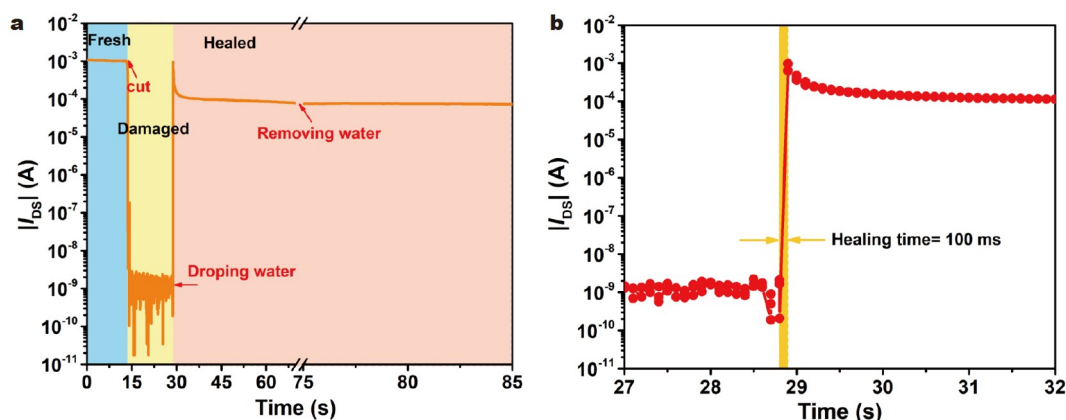 a
10⁻²
10⁻³
10⁻⁴
10⁻⁵
10⁻⁶
10⁻⁷
10⁻⁸
10⁻⁹
10⁻¹⁰
10⁻¹¹
|I_DS| (A)
Fresh
Healed
cut
Damaged
Removing water
Droping water
0 15 30 45 60 75 80 85
Time (s)
b
10⁻²
10⁻³
10⁻⁴
10⁻⁵
10⁻⁶
10⁻⁷
10⁻⁸
10⁻⁹
10⁻¹⁰
10⁻¹¹
|I_DS| (A)
Healing time= 100 ms
27 28 29 30 31 32
Time (s)